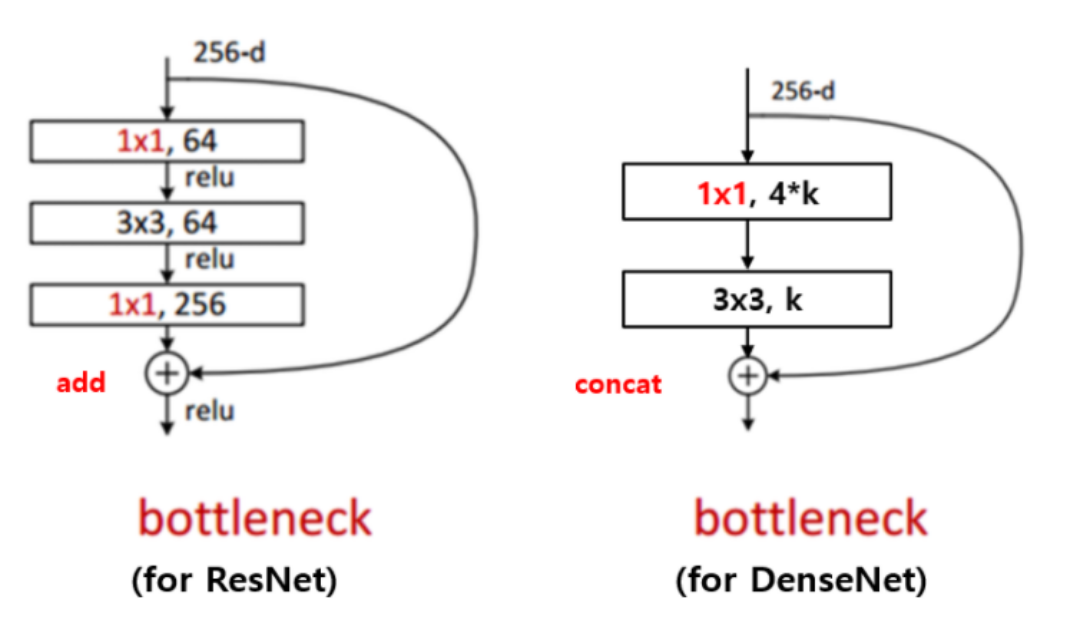 256-d
1x1, 64
relu
3x3, 64
relu
1x1, 256
add
relu
bottleneck
(for ResNet)
256-d
1x1, 4*k
3x3, k
concat
bottleneck
(for DenseNet)